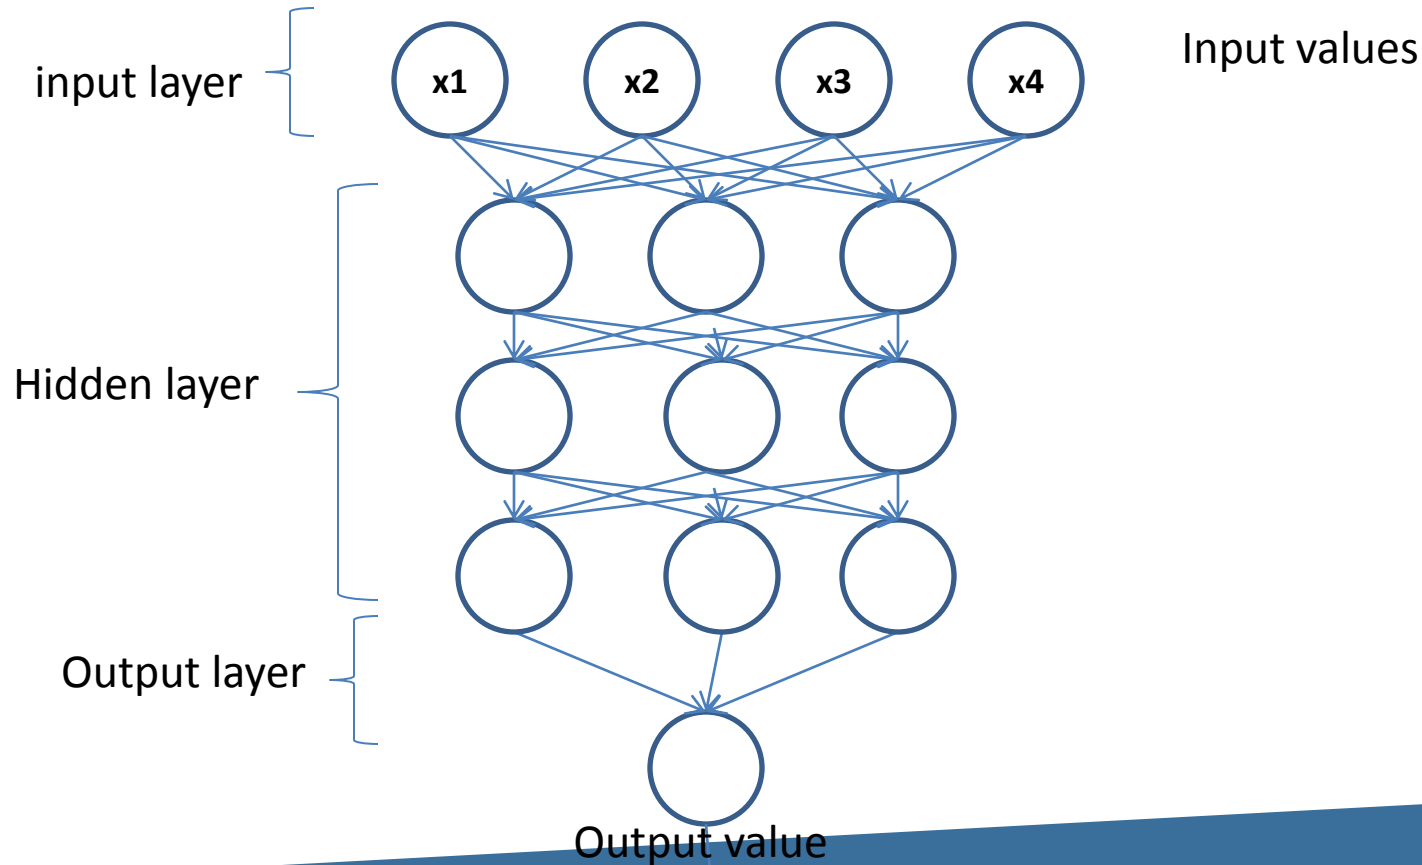 Input values
input layer
x1 x2 x3 x4
Hidden layer
Output layer
Output value